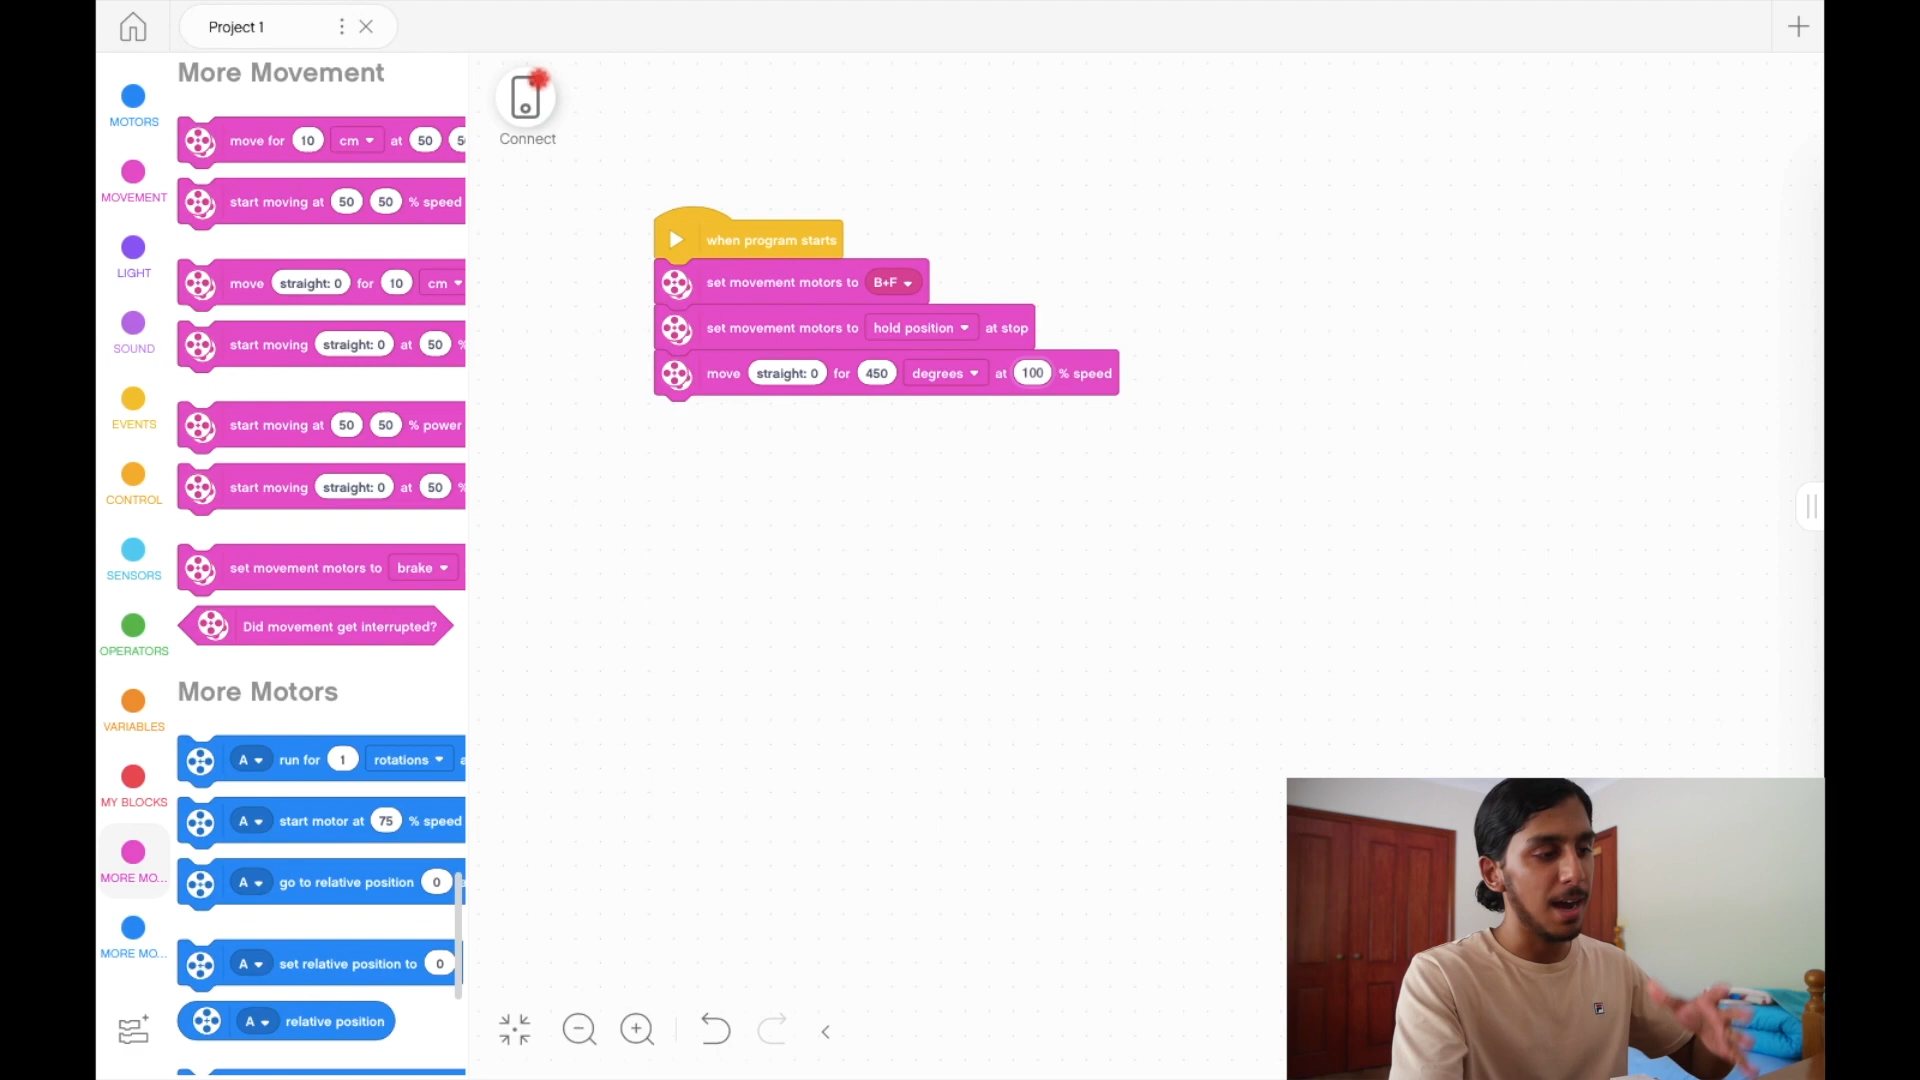 Project 1
More Movement
MOTORS
MOVEMENT
LIGHT
SOUND
EVENTS
CONTROL
SENSORS
OPERATORS
VARIABLES
MY BLOCKS
MORE MO...
MORE MO...
move for 10 cm at 50
start moving at 50 50 % speed
move straight: 0 for 10 cm
start moving straight: 0 at 50 %
start moving at 50 50 % power
start moving straight: 0 at 50 %
set movement motors to brake
Did movement get interrupted?
More Motors
A run for 1 rotations a
A start motor at 75 % speed
A go to relative position 0
A set relative position to 0
A relative position
Connect
when program starts
set movement motors to B+F
set movement motors to hold position at stop
move straight: 0 for 450 degrees at 100 % speed